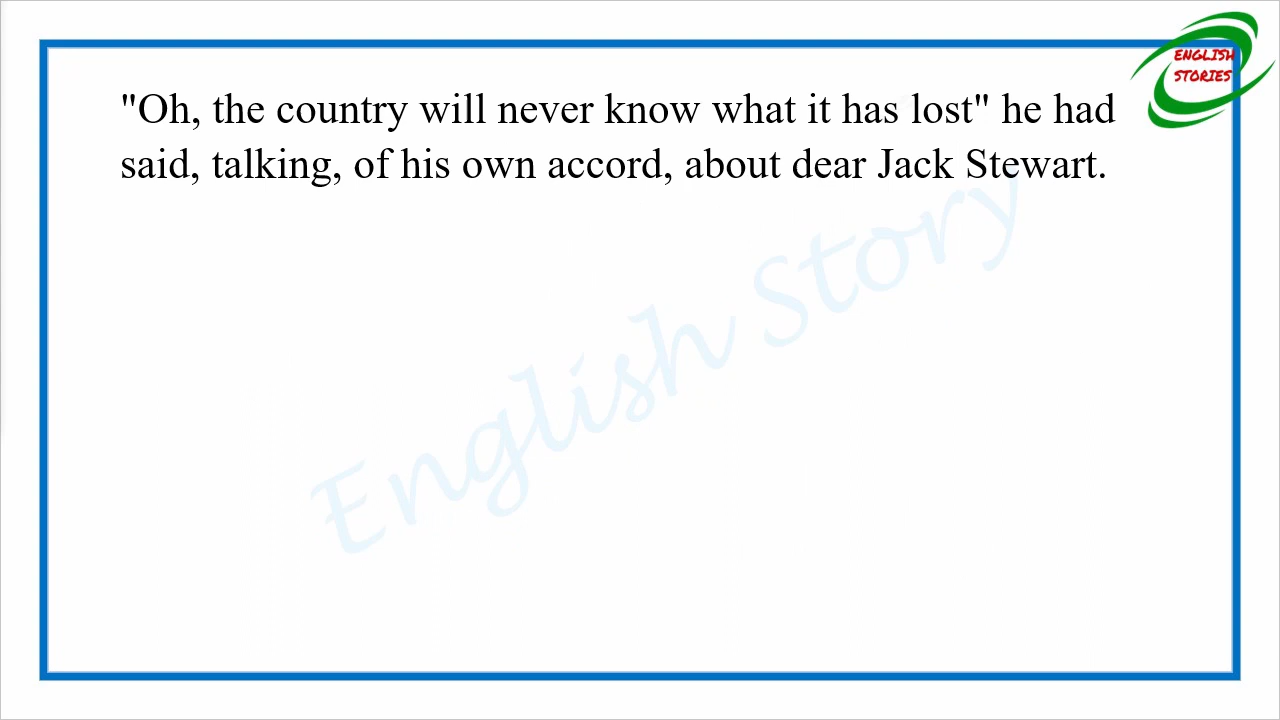 ENGLISH
STORIES
"Oh, the country will never know what it has lost" he had
said, talking, of his own accord, about dear Jack Stewart.
English Story